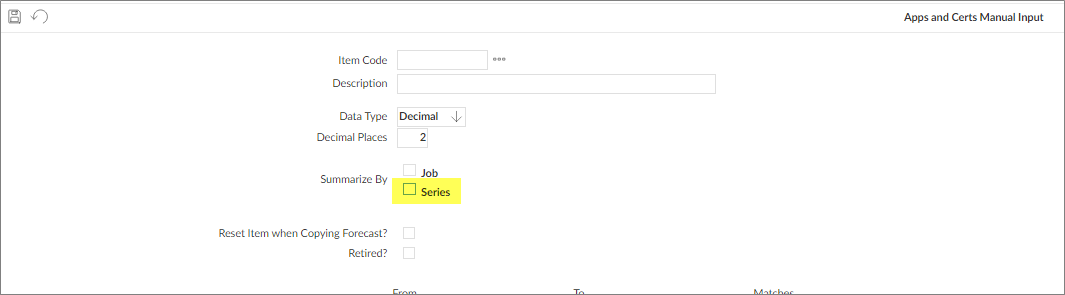 Apps and Certs Manual Input
Item Code
Description
Data Type Decimal
Decimal Places 2
Summarize By
Job
Series
Reset Item when Copying Forecast?
Retired?
From To Matches